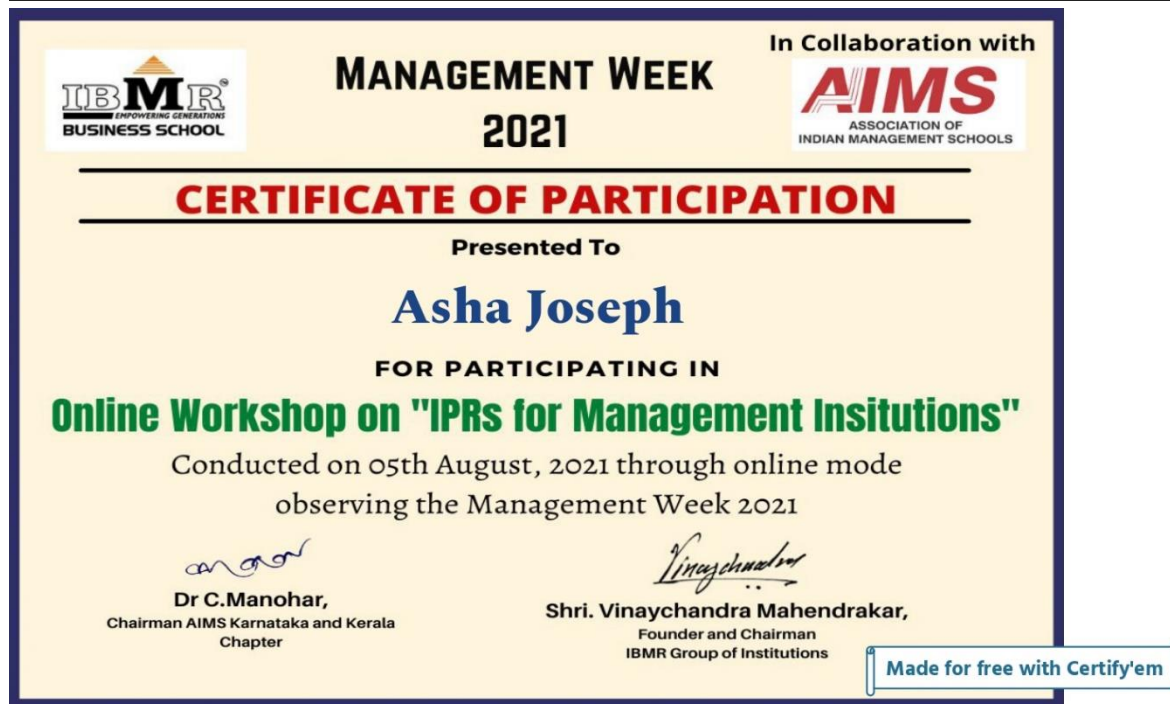 IBMR
EMPOWERING GENERATIONS
BUSINESS SCHOOL
MANAGEMENT WEEK
2021
In Collaboration with
AIMS
ASSOCIATION OF
INDIAN MANAGEMENT SCHOOLS
CERTIFICATE OF PARTICIPATION
Presented To
Asha Joseph
FOR PARTICIPATING IN
Online Workshop on "IPRs for Management Insitutions"
Conducted on 05th August, 2021 through online mode
observing the Management Week 2021
Vinaychandra
Dr C.Manohar,
Chairman AIMS Karnataka and Kerala
Chapter
Shri. Vinaychandra Mahendrakar,
Founder and Chairman
IBMR Group of Institutions
Made for free with Certify'em